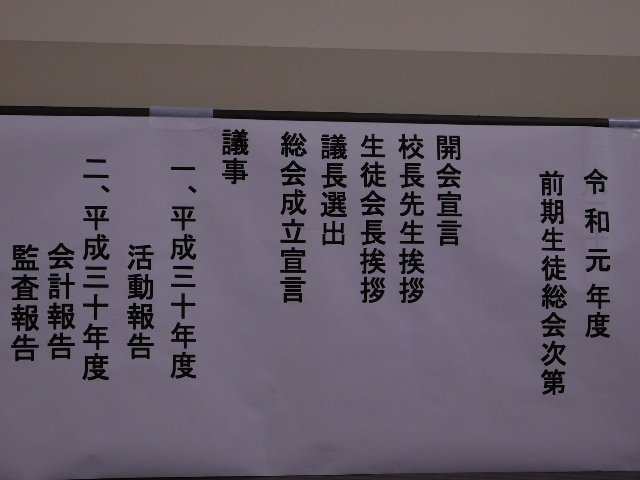 令和元年度
前期生徒総会次第
開会宣言
校長先生挨拶
生徒会長挨拶
議長選出
総会成立宣言
議事
一、平成三十年度
活動報告
二、平成三十年度
会計報告
監査報告